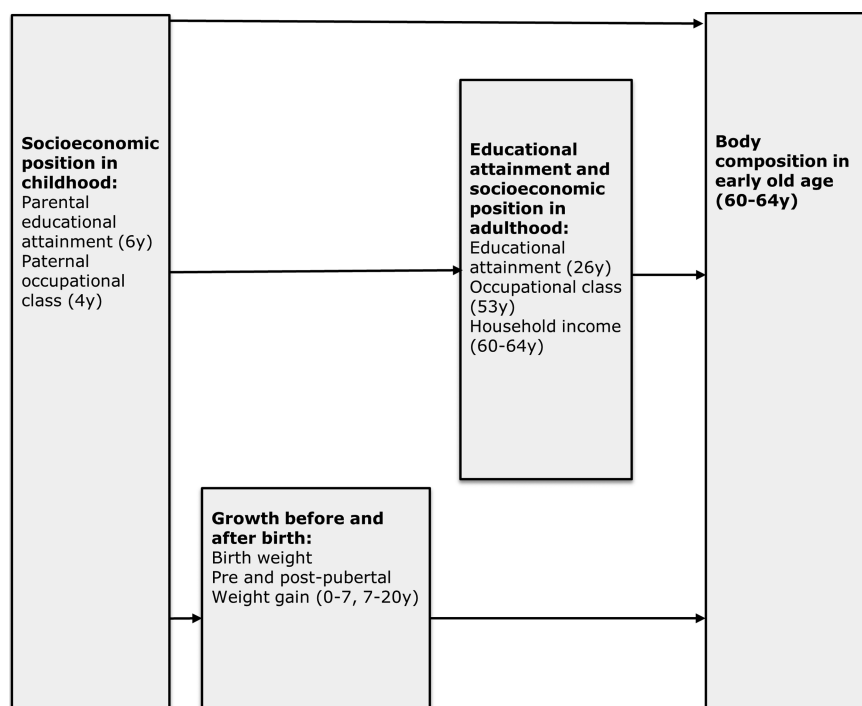 Socioeconomic
position in
childhood:
Parental
educational
attainment (6y)
Paternal
occupational
class (4y)
Growth before and
after birth:
Birth weight
Pre and post-pubertal
Weight gain (0-7, 7-20y)
Educational
attainment and
socioeconomic
position in
adulthood:
Educational
attainment (26y)
Occupational class
(53y)
Household income
(60-64y)
Body
composition in
early old age
(60-64y)